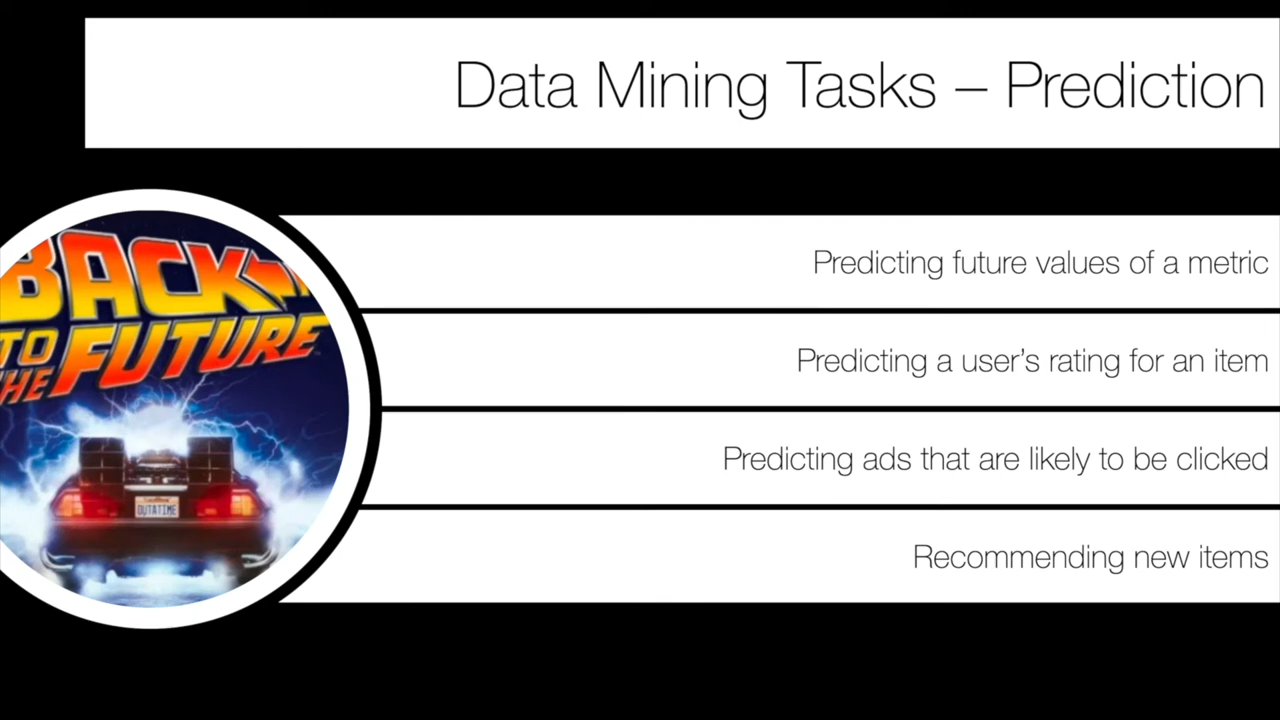 Data Mining Tasks – Prediction
BACK
TO
THE FUTURE
OUTATIME
Predicting future values of a metric
Predicting a user’s rating for an item
Predicting ads that are likely to be clicked
Recommending new items